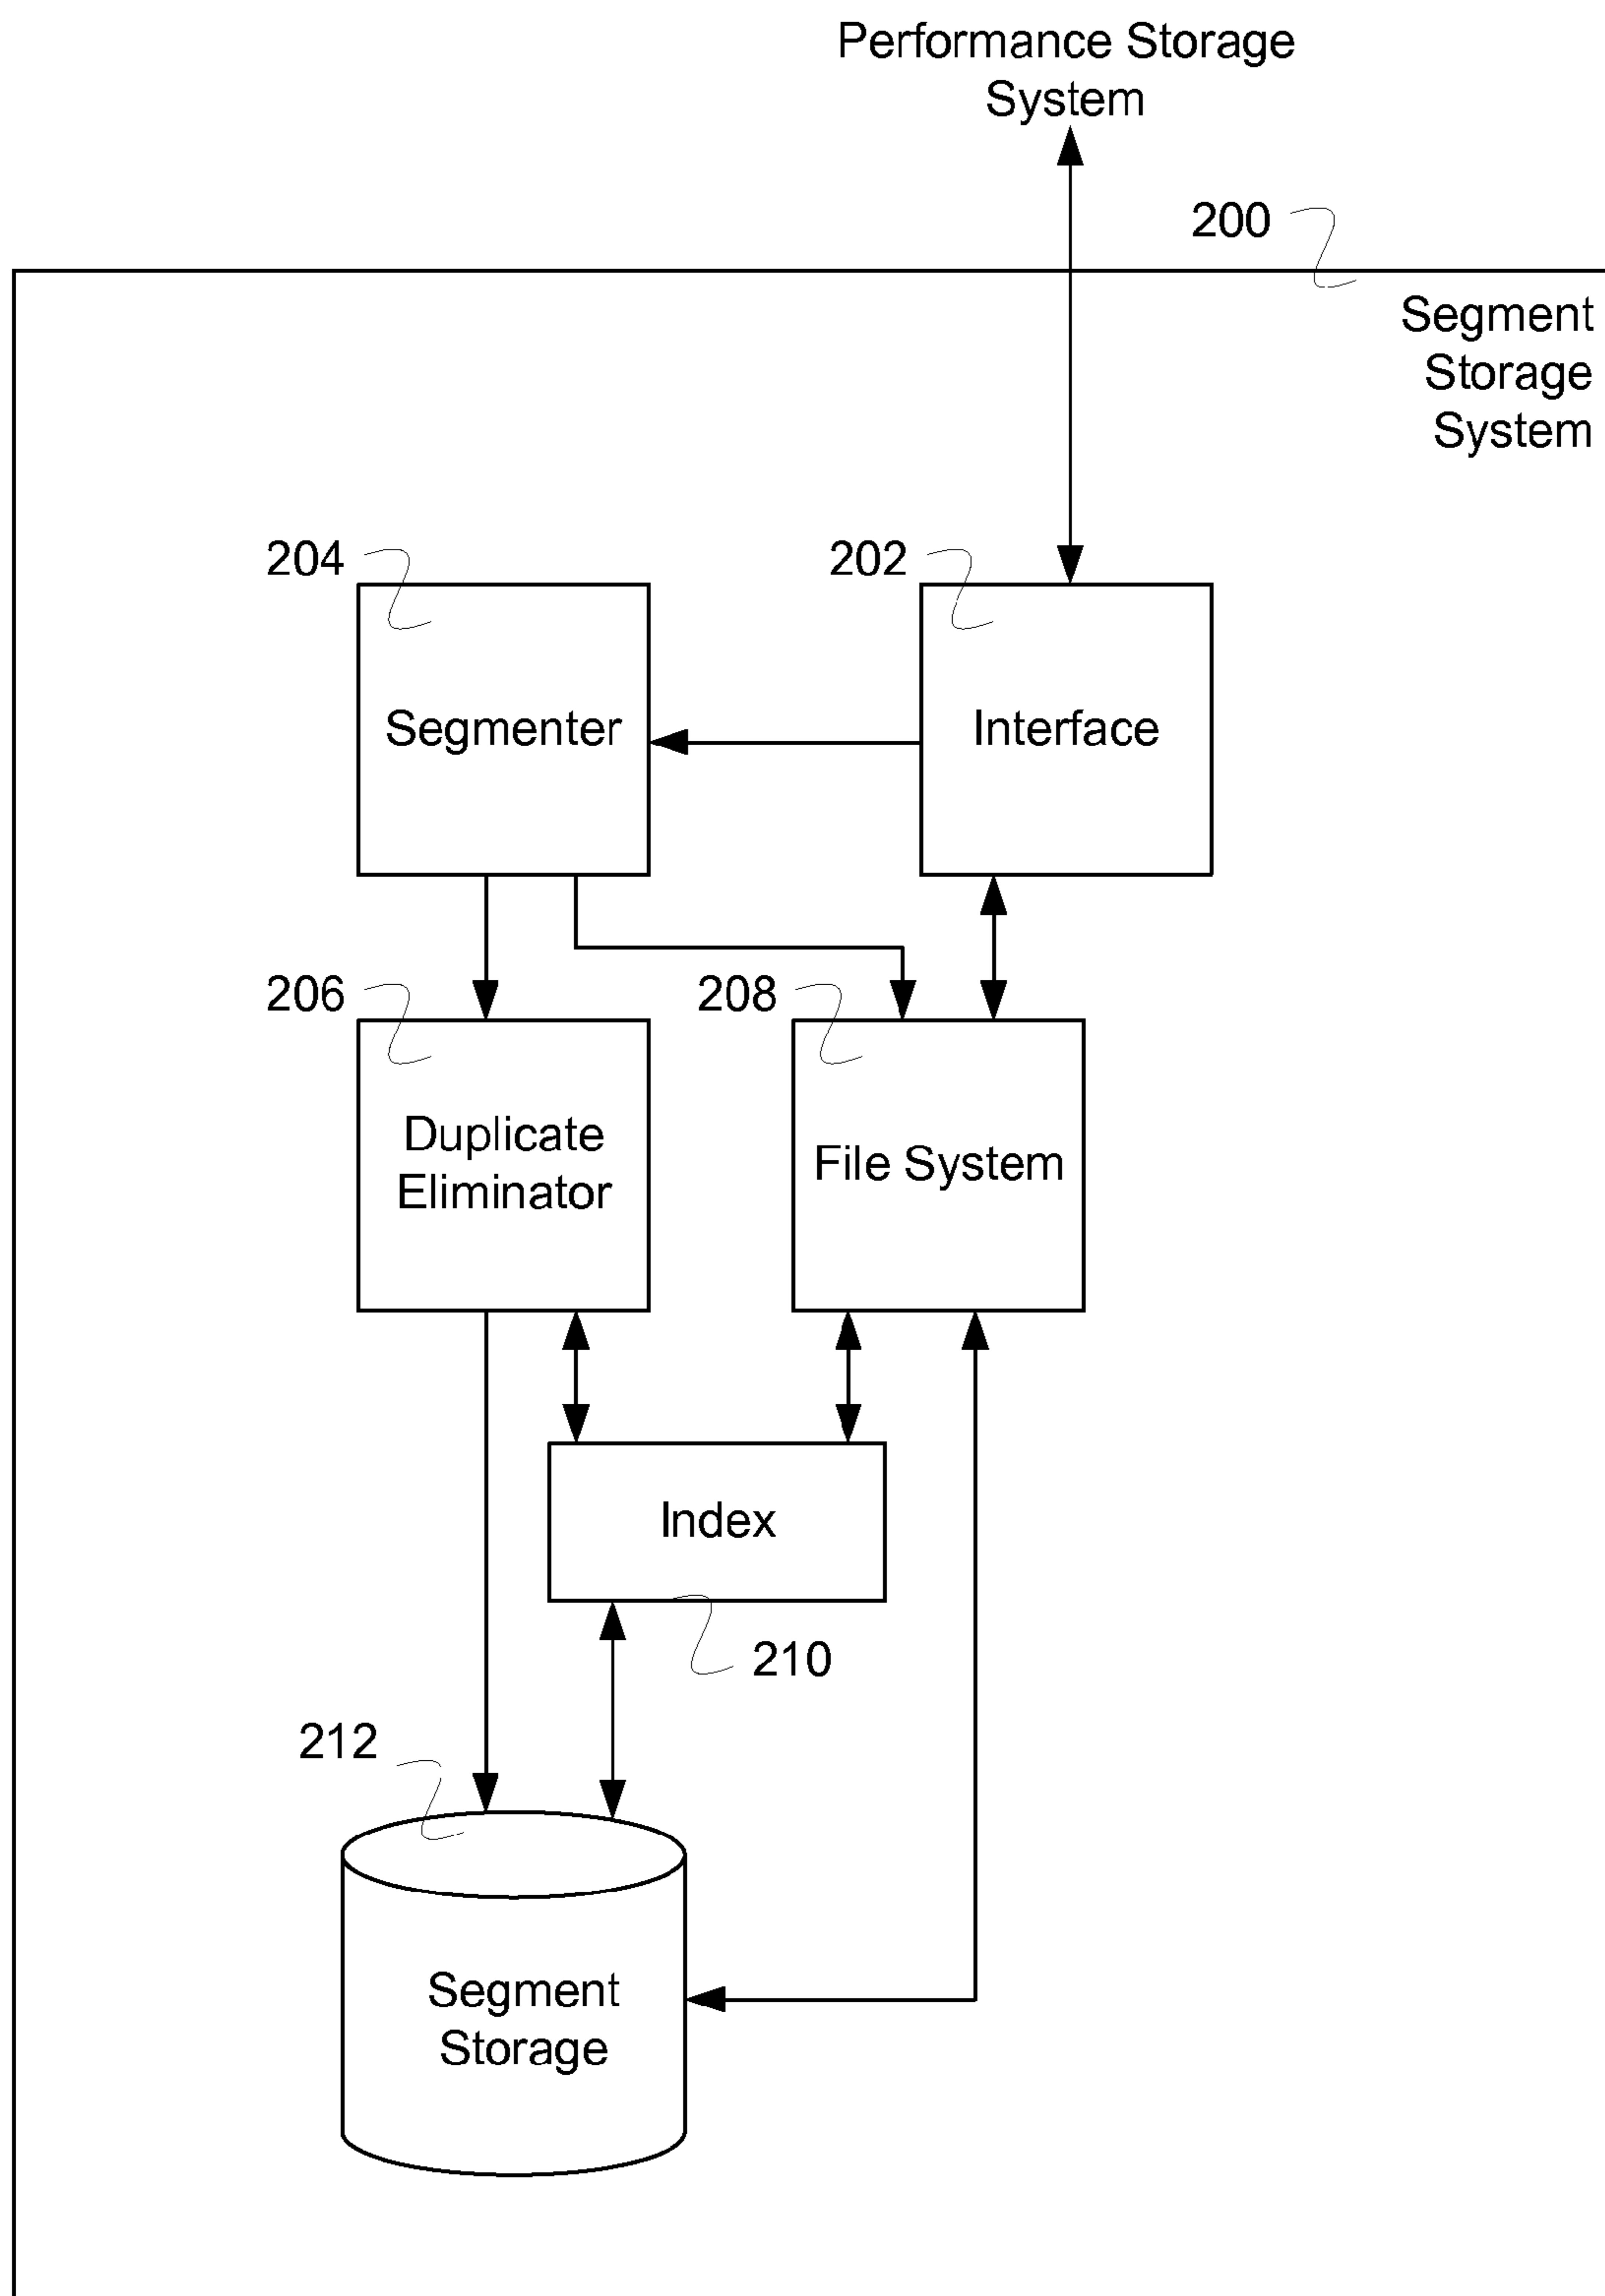 Performance Storage
System
200
Segment
Storage
System
204
202
Segmenter
Interface
206
208
Duplicate
Eliminator
File System
Index
210
212
Segment
Storage